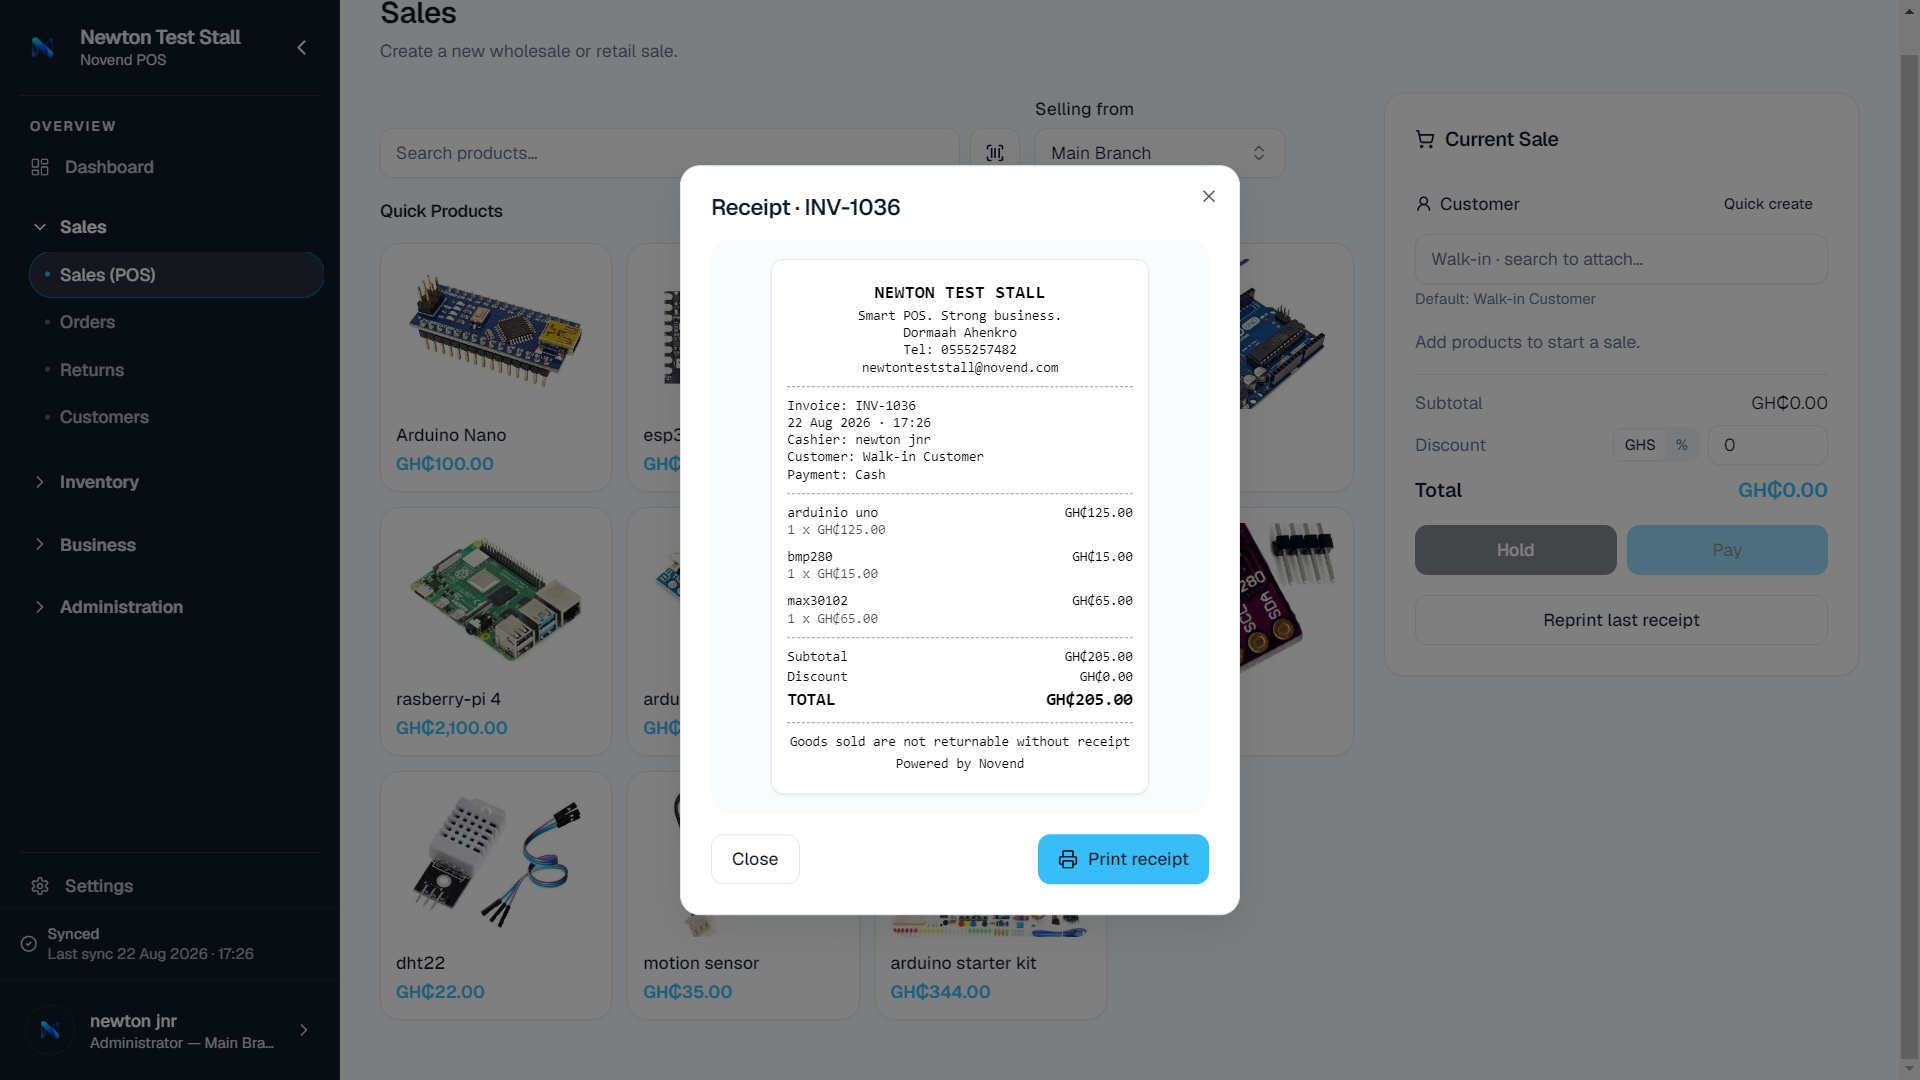 Newton Test Stall
Novend POS
OVERVIEW
Dashboard
Sales
Sales (POS)
Orders
Returns
Customers
Inventory
Business
Administration
Settings
Synced
Last sync 22 Aug 2026 · 17:26
newton jnr
Administrator — Main Bra...
Sales
Create a new wholesale or retail sale.
Search products...
Selling from
Main Branch
Quick Products
Arduino Nano
GH₵100.00
rasberry-pi 4
GH₵2,100.00
dht22
GH₵22.00
motion sensor
GH₵35.00
arduino starter kit
GH₵344.00
SDA
Receipt · INV-1036
NEWTON TEST STALL
Smart POS. Strong business.
Dormaah Ahenkro
Tel: 0555257482
newtonteststall@novend.com
Invoice: INV-1036
22 Aug 2026 · 17:26
Cashier: newton jnr
Customer: Walk-in Customer
Payment: Cash
arduinio uno GH₵125.00
1 x GH₵125.00
bmp280 GH₵15.00
1 x GH₵15.00
max30102 GH₵65.00
1 x GH₵65.00
Subtotal GH₵205.00
Discount GH₵0.00
TOTAL GH₵205.00
Goods sold are not returnable without receipt
Powered by Novend
Close
Print receipt
Current Sale
Customer
Quick create
Walk-in · search to attach...
Default: Walk-in Customer
Add products to start a sale.
Subtotal GH₵0.00
Discount GHS % 0
Total GH₵0.00
Hold
Pay
Reprint last receipt